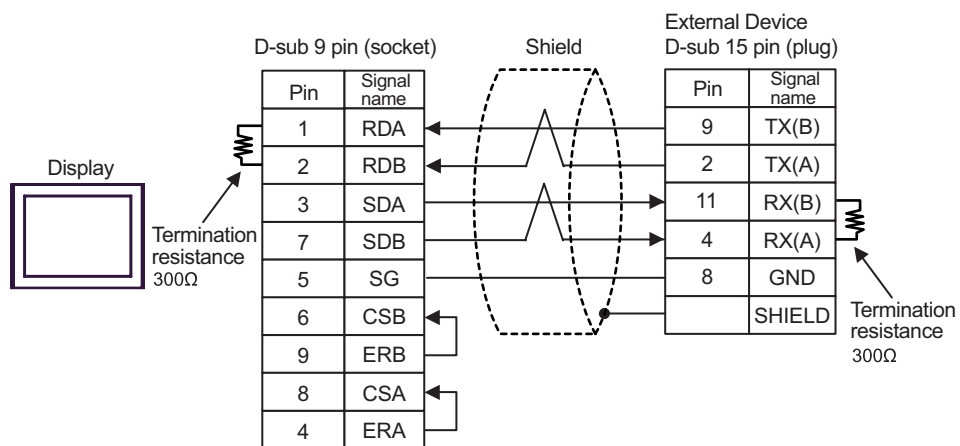 External Device
D-sub 9 pin (socket)
Shield
D-sub 15 pin (plug)
Pin Signal name
1 RDA
2 RDB
3 SDA
7 SDB
5 SG
6 CSB
9 ERB
8 CSA
4 ERA
Pin Signal name
9 TX(B)
2 TX(A)
11 RX(B)
4 RX(A)
8 GND
SHIELD
Display
Termination
resistance
300Ω
Termination
resistance
300Ω